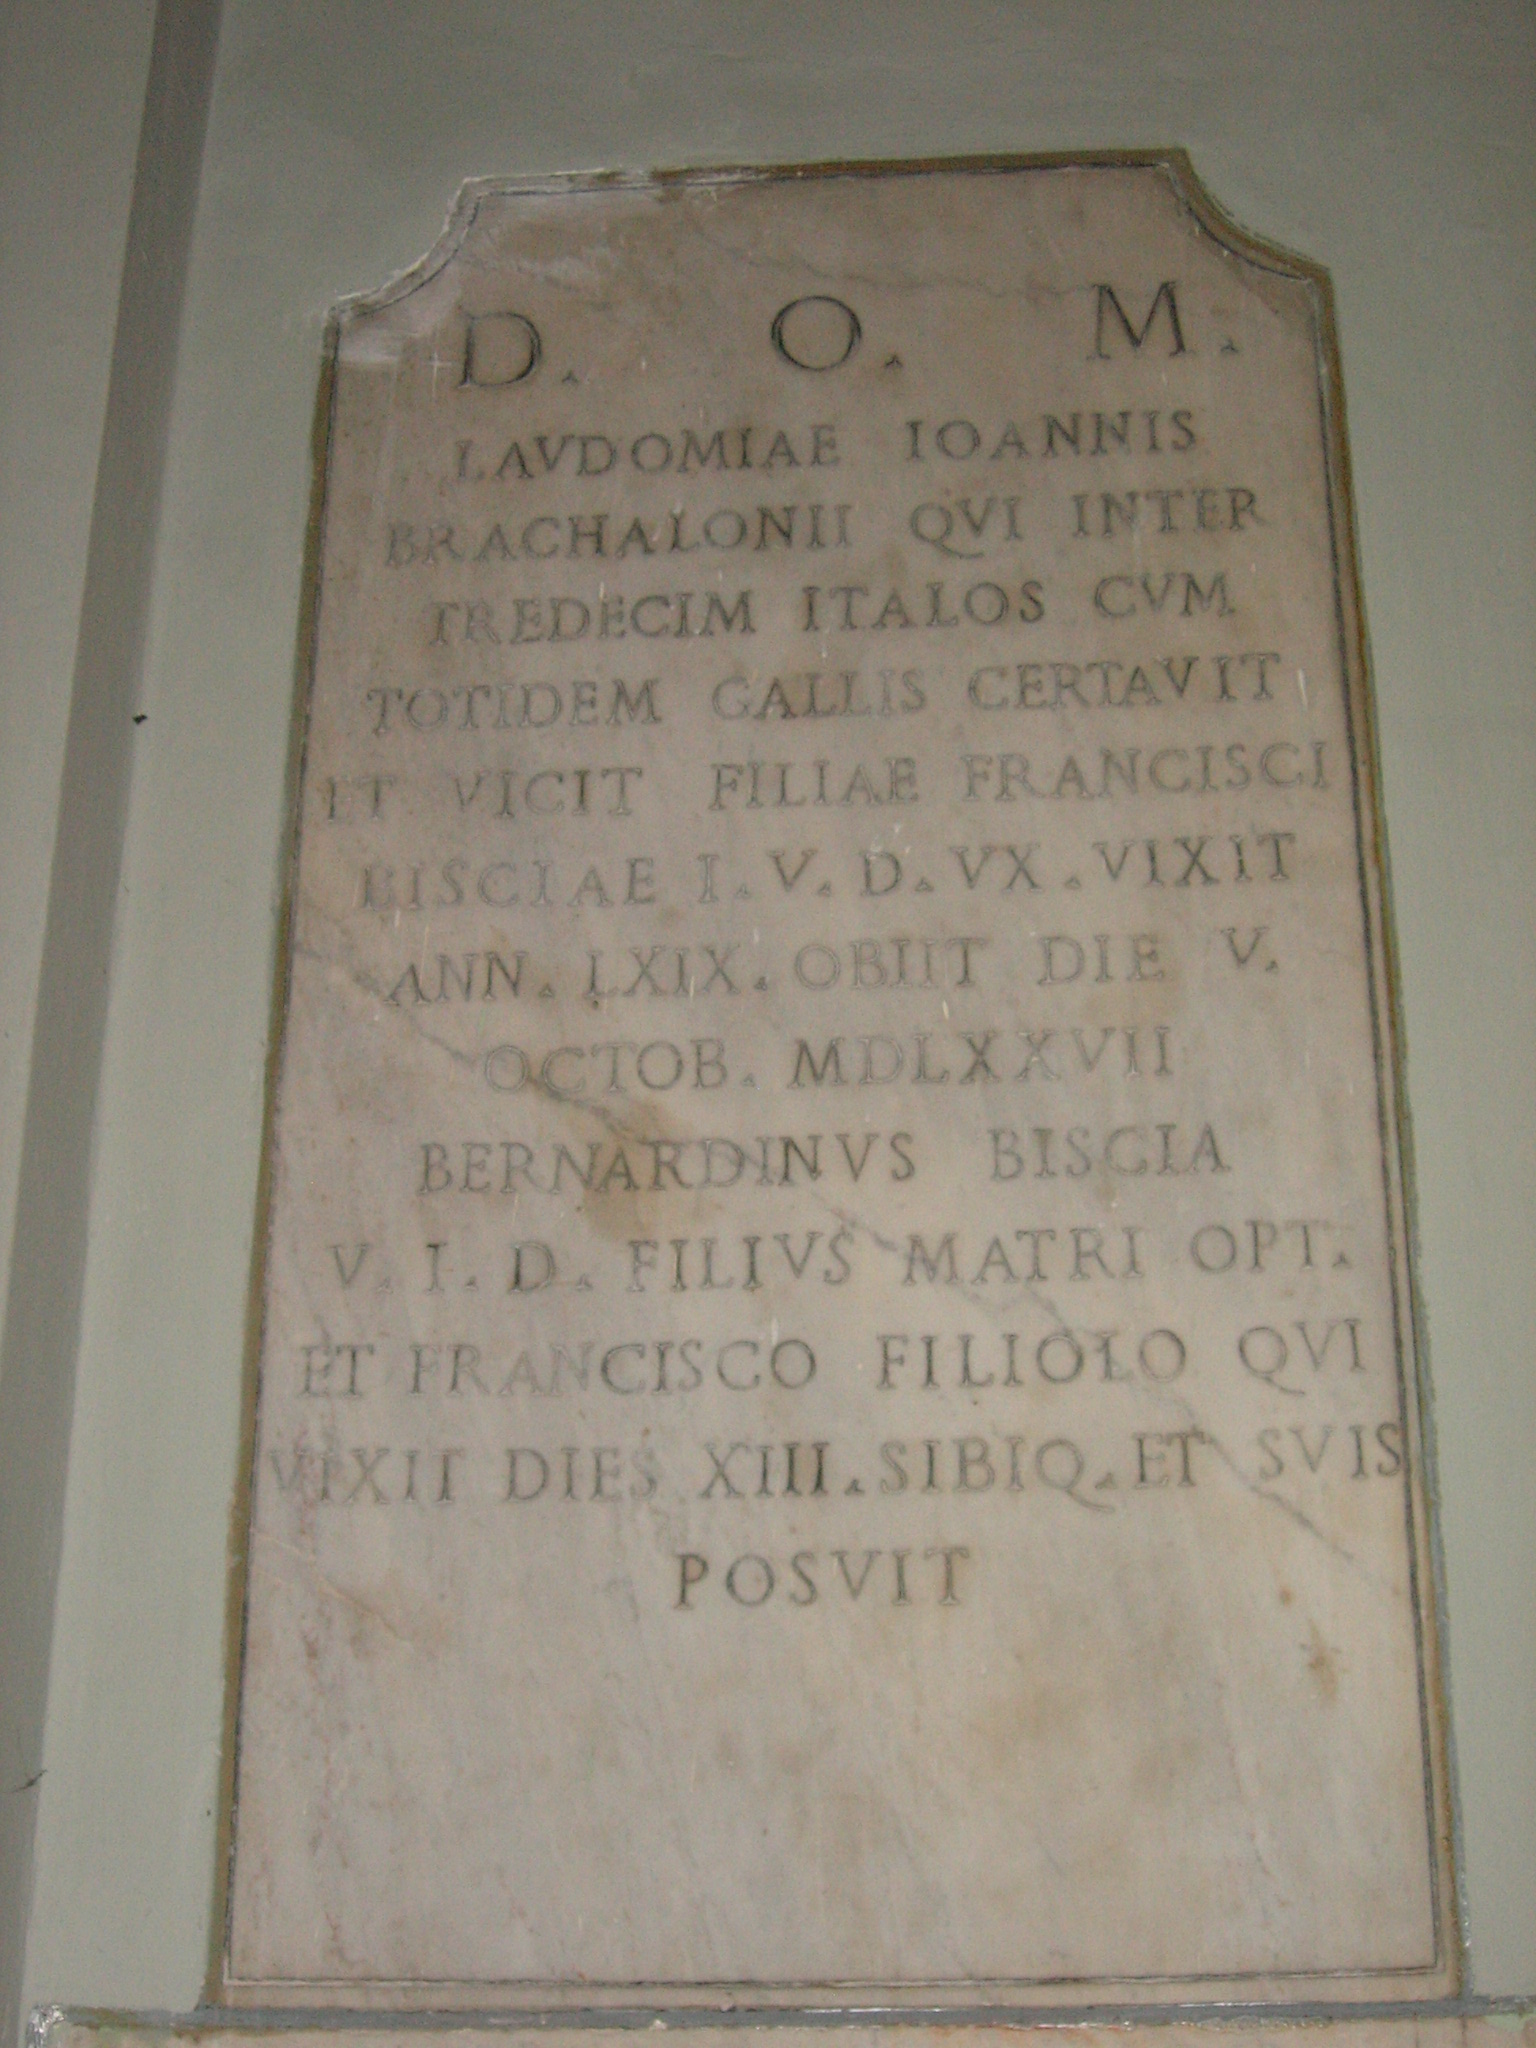 D. O. M.
LAVDOMIAE IOANNIS
BRACHALONII QVI INTER
TREDECIM ITALOS CVM
TOTIDEM GALLIS CERTAVIT
ET VICIT FILIAE FRANCISCI
BISCIAE I. V. D. VX. VIXIT
ANN. LXIX. OBIIT DIE V.
OCTOB. MDLXXVII
BERNARDINVS BISCIA
V. I. D. FILIVS MATRI OPT.
ET FRANCISCO FILIOLO QVI
VIXIT DIES XIII. SIBIQ. ET SVIS
POSVIT